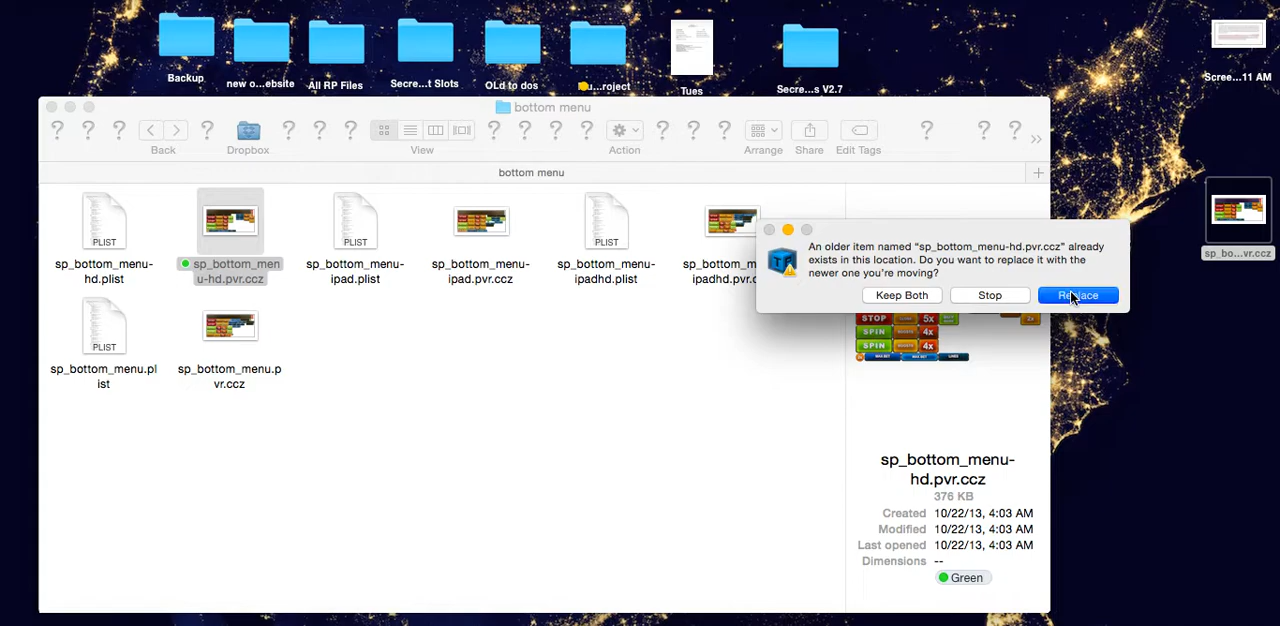 Backup
new o...ebsite
All RP Files
Secre...t Slots
OLd to dos
u...roject
Tues
Secre...s V2.7
Scree...11 AM
bottom menu
Back
Dropbox
View
Action
Arrange
Share
Edit Tags
bottom menu
PLIST
sp_bottom_menu-
hd.plist
sp_bottom_men
u-hd.pvr.ccz
PLIST
sp_bottom_menu-
ipad.plist
sp_bottom_menu-
ipad.pvr.ccz
PLIST
sp_bottom_menu-
ipadhd.plist
ipadhd.pvr.c
PLIST
sp_bottom_menu.pl
ist
sp_bottom_menu.p
vr.ccz
An older item named “sp_bottom_menu-hd.pvr.ccz” already
exists in this location. Do you want to replace it with the
newer one you’re moving?
Keep Both
Stop
Replace
STOP
5x
2x
SPIN
4x
SPIN
4x
sp_bottom_menu-
hd.pvr.ccz
376 KB
Created 10/22/13, 4:03 AM
Modified 10/22/13, 4:03 AM
Last opened 10/22/13, 4:03 AM
Dimensions --
Green
sp_bo...vr.ccz